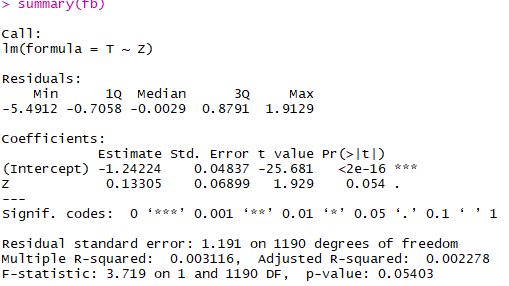 > summary(fb)
Call:
lm(formula = T ~ Z)
Residuals:
    Min      1Q  Median      3Q     Max
-5.4912 -0.7058 -0.0029  0.8791  1.9129
Coefficients:
            Estimate Std. Error t value Pr(>|t|)
(Intercept) -1.24224    0.04837 -25.681   <2e-16 ***
Z            0.13305    0.06899   1.929    0.054 .
---
Signif. codes:  0 ‘***’ 0.001 ‘**’ 0.01 ‘*’ 0.05 ‘.’ 0.1 ‘ ’ 1
Residual standard error: 1.191 on 1190 degrees of freedom
Multiple R-squared:  0.003116,  Adjusted R-squared:  0.002278
F-statistic: 3.719 on 1 and 1190 DF,  p-value: 0.05403